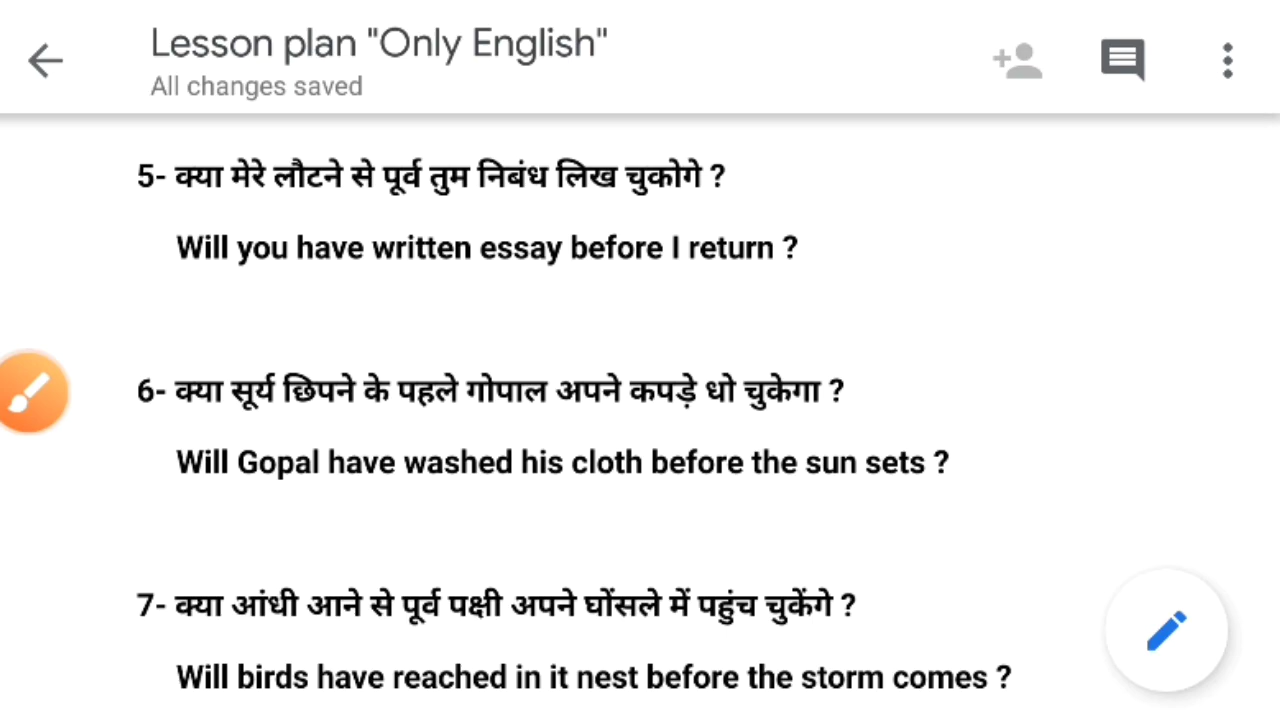 Lesson plan "Only English"
All changes saved
5- क्या मेरे लौटने से पूर्व तुम निबंध लिख चुकोगे ?
Will you have written essay before I return ?
6- क्या सूर्य छिपने के पहले गोपाल अपने कपड़े धो चुकेगा ?
Will Gopal have washed his cloth before the sun sets ?
7- क्या आंधी आने से पूर्व पक्षी अपने घोंसले में पहुंच चुकेंगे ?
Will birds have reached in it nest before the storm comes ?